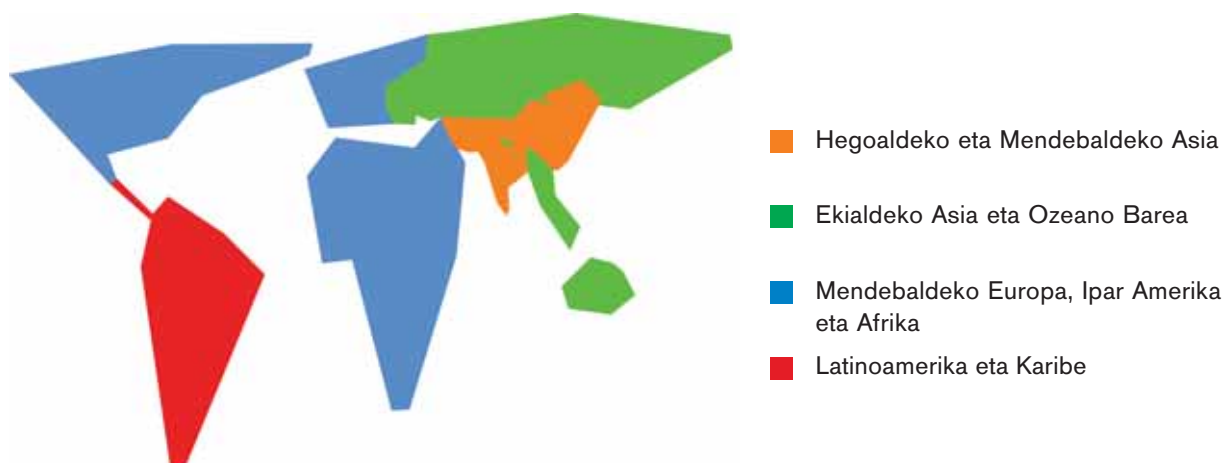 Hegoaldeko eta Mendebaldeko Asia
Ekialdeko Asia eta Ozeano Barea
Mendebaldeko Europa, Ipar Amerika
eta Afrika
Latinoamerika eta Karibe